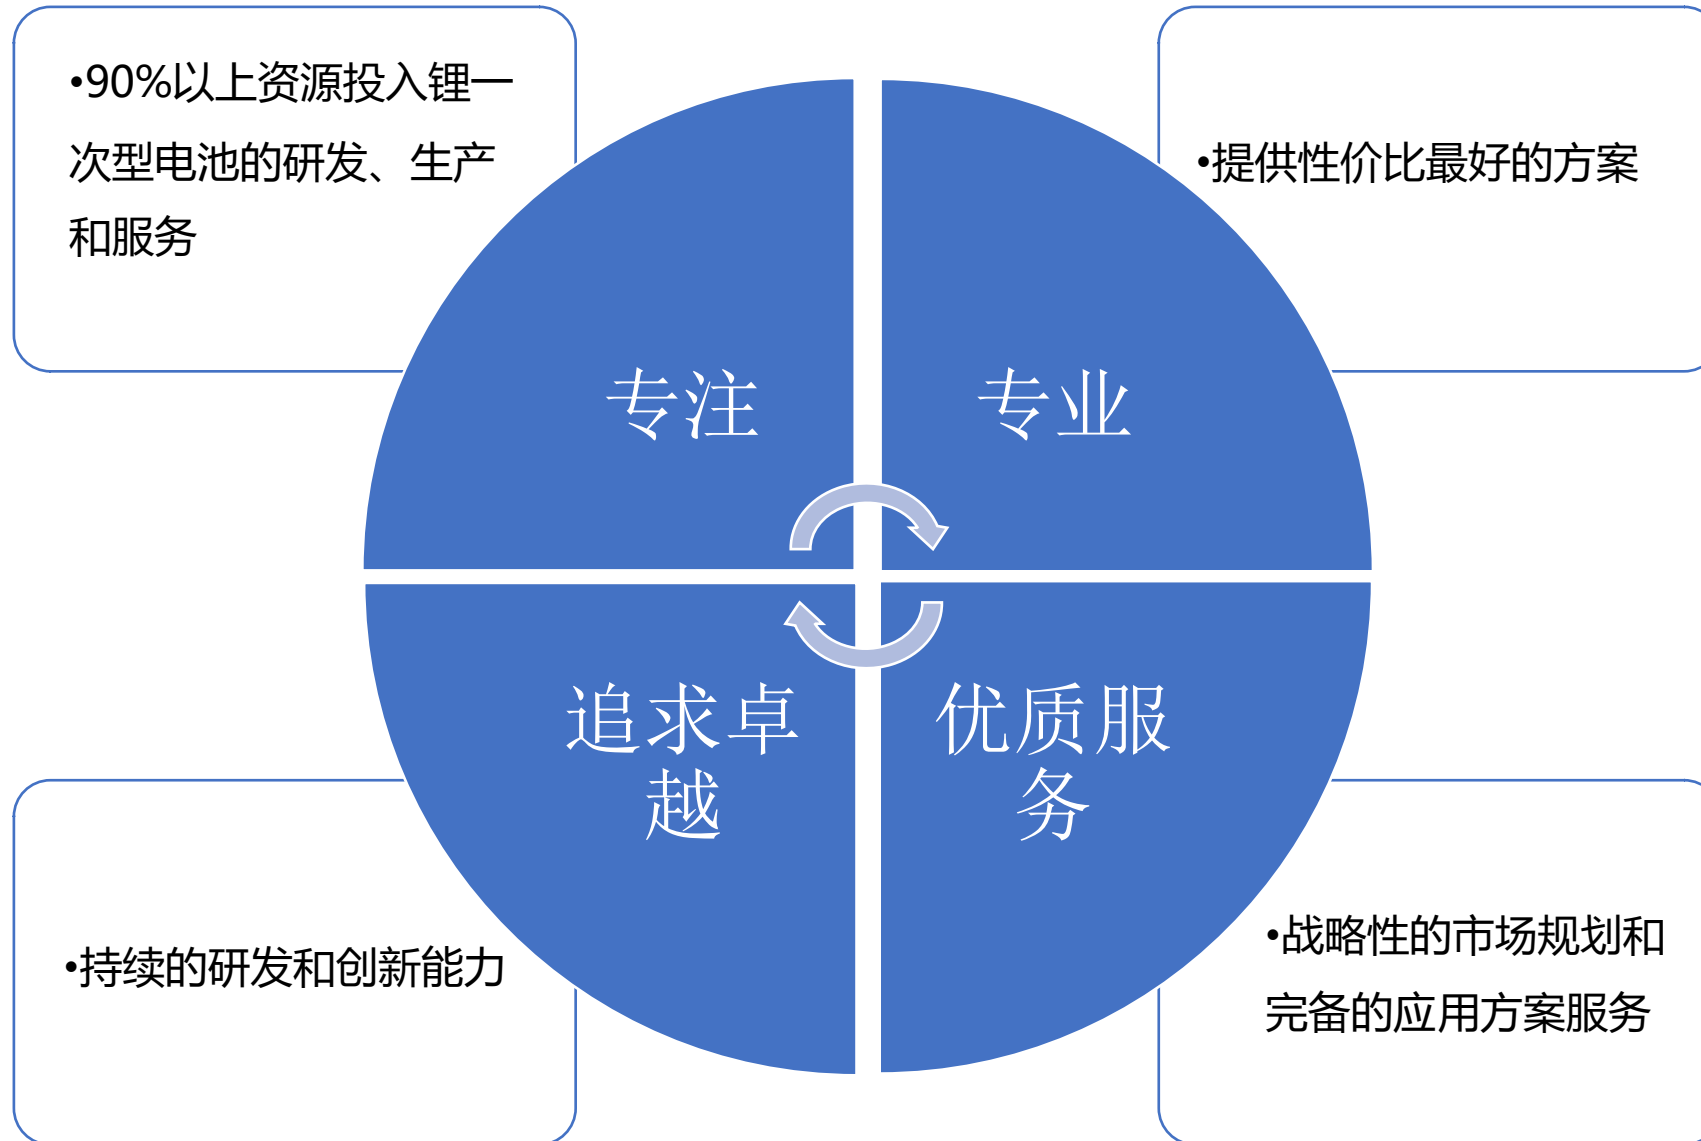 •90%以上资源投入锂一
次型电池的研发、生产
和服务
•提供性价比最好的方案
专注
专业
追求卓
越
优质服
务
•持续的研发和创新能力
•战略性的市场规划和
完备的应用方案服务